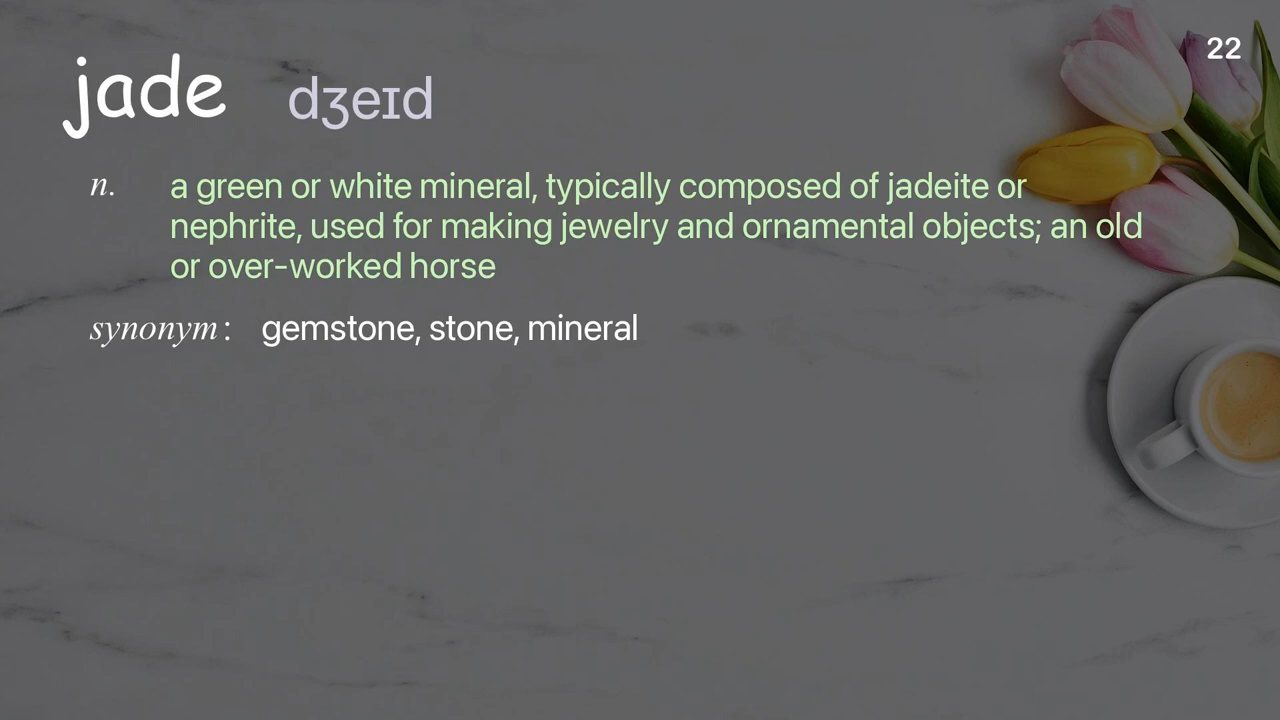 22
jade dʒeɪd
n. a green or white mineral, typically composed of jadeite or
nephrite, used for making jewelry and ornamental objects; an old
or over-worked horse
synonym: gemstone, stone, mineral